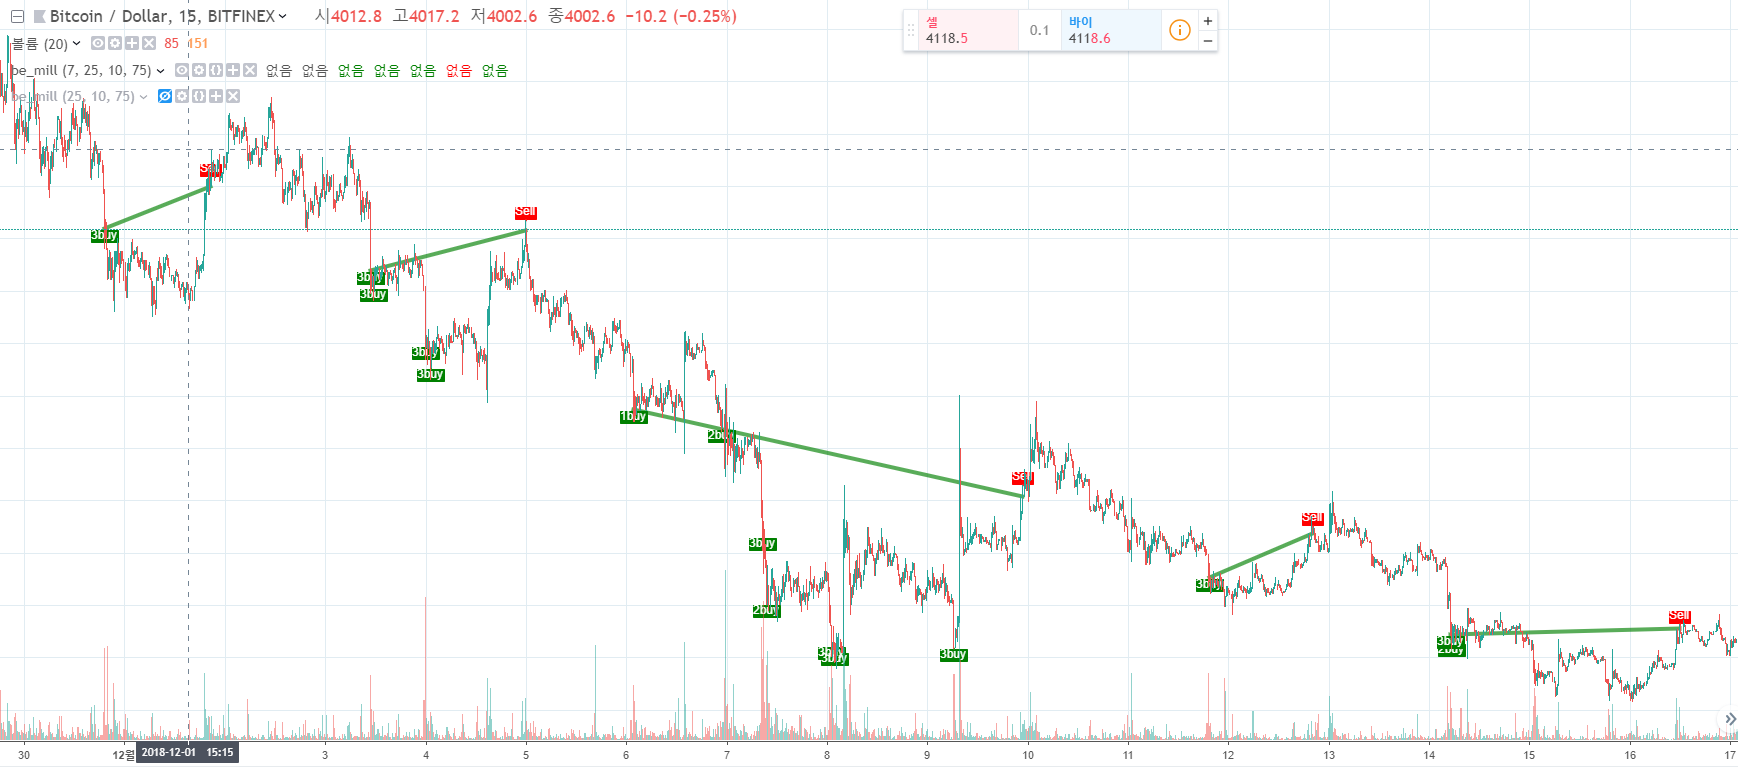 Bitcoin / Dollar, 15, BITFINEX 시4012.8 고4017.2 저4002.6 종4002.6 −10.2 (−0.25%)
볼륨 (20) 85 151
be_mill (7, 25, 10, 75) 없음 없음 없음 없음 없음 없음 없음
be_mill (25, 10, 75)
셀 4118.5 0.1 바이 4118.6
Sell
3buy
Sell
3buy
3buy
3buy
3buy
1buy
2buy
Sell
3buy
2buy
3buy
3buy
3buy
Sell
3buy
Sell
3buy
2buy
30 12월 2018-12-01 15:15 3 4 5 6 7 8 9 10 11 12 13 14 15 16 17